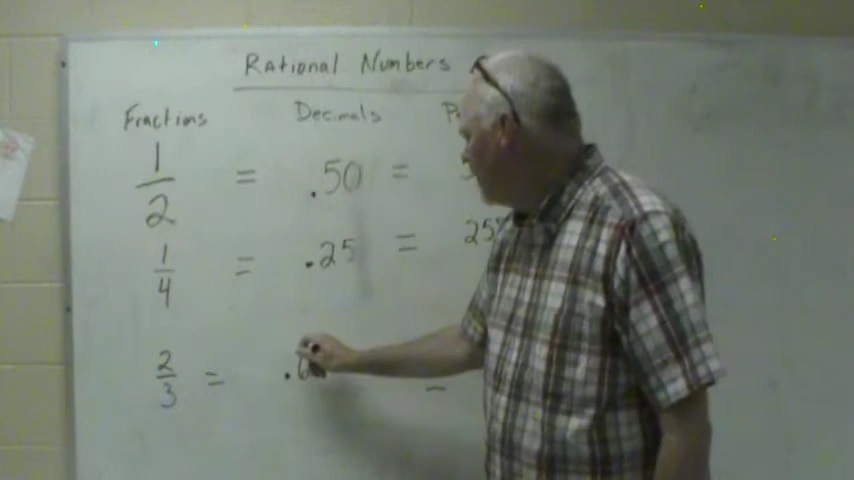 Rational Numbers
Fractions Decimals
1/2 = .50 =
1/4 = .25 = 25%
2/3 = .6